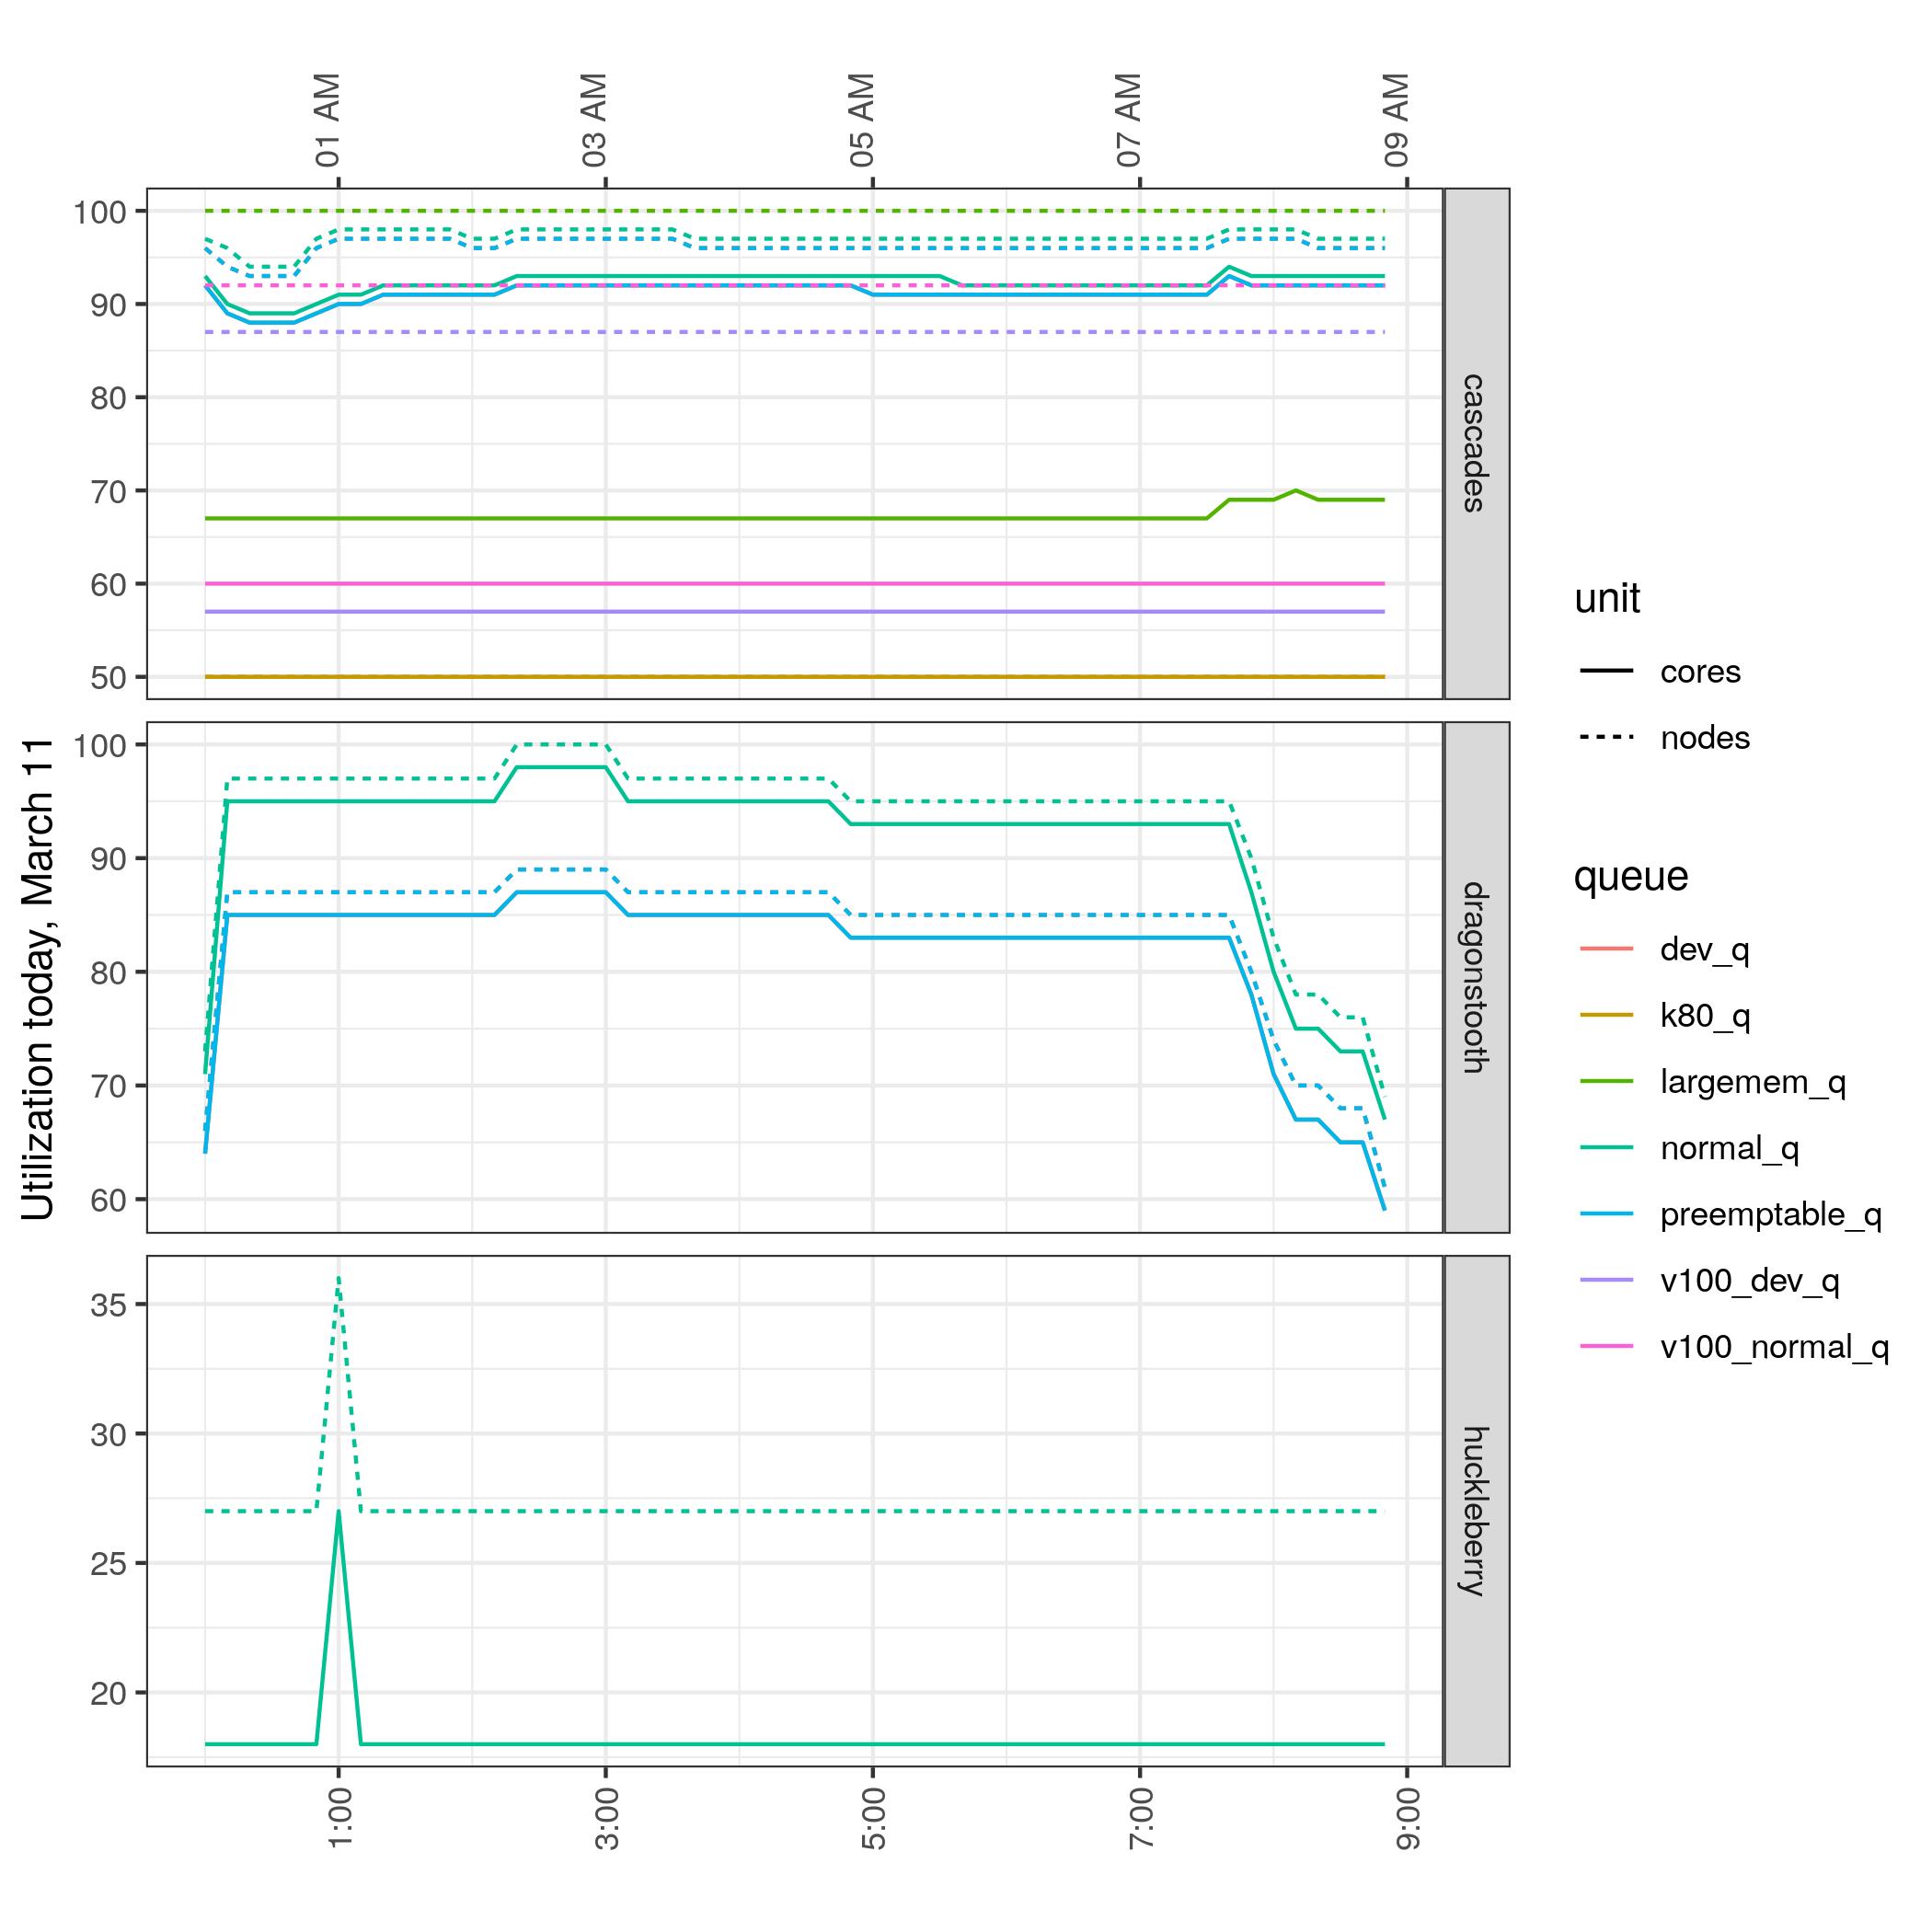 01 AM
03 AM
05 AM
07 AM
09 AM
100
90
80
70
60
50
cascades
Utilization today, March 11
100
90
80
70
60
dragonstooth
35
30
25
20
huckleberry
1:00
3:00
5:00
7:00
9:00
unit
cores
nodes
queue
dev_q
k80_q
largemem_q
normal_q
preemptable_q
v100_dev_q
v100_normal_q